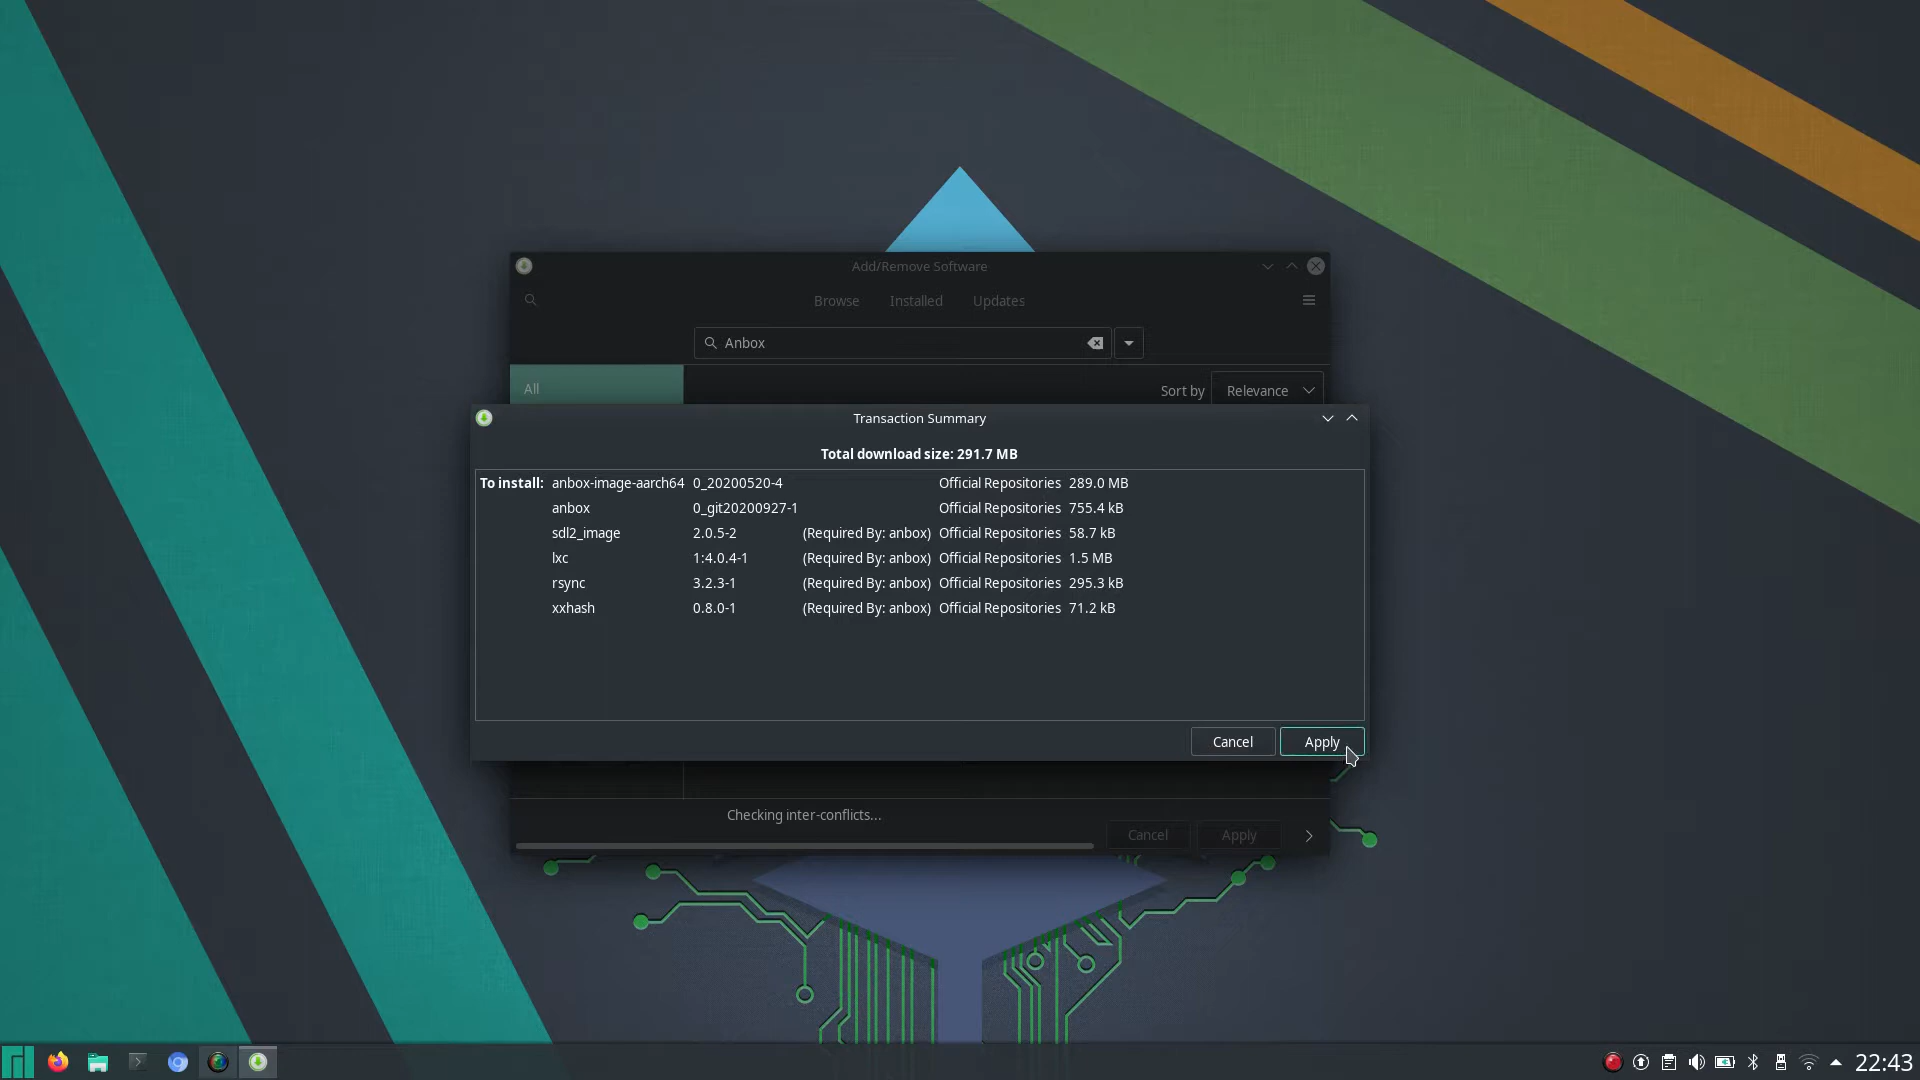 Add/Remove Software
Browse Installed Updates
Anbox
All
Sort by Relevance
Transaction Summary
Total download size: 291.7 MB
To install: anbox-image-aarch64 0_20200520-4 Official Repositories 289.0 MB
anbox 0_git20200927-1 Official Repositories 755.4 kB
sdl2_image 2.0.5-2 (Required By: anbox) Official Repositories 58.7 kB
lxc 1:4.0.4-1 (Required By: anbox) Official Repositories 1.5 MB
rsync 3.2.3-1 (Required By: anbox) Official Repositories 295.3 kB
xxhash 0.8.0-1 (Required By: anbox) Official Repositories 71.2 kB
Cancel Apply
Checking inter-conflicts...
Cancel Apply
22:43